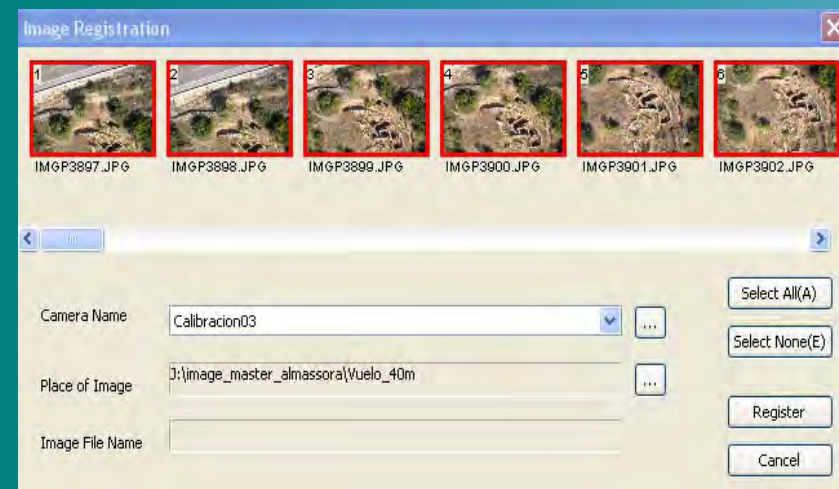 Image Registration
1 2 3 4 5 6
IMGP3897.JPG IMGP3898.JPG IMGP3899.JPG IMGP3900.JPG IMGP3901.JPG IMGP3902.JPG
Select All(A)
Camera Name Calibracion03 ...
Select None(E)
Place of Image J:\image_master_almassora\Vuelo_40m ...
Register
Image File Name
Cancel